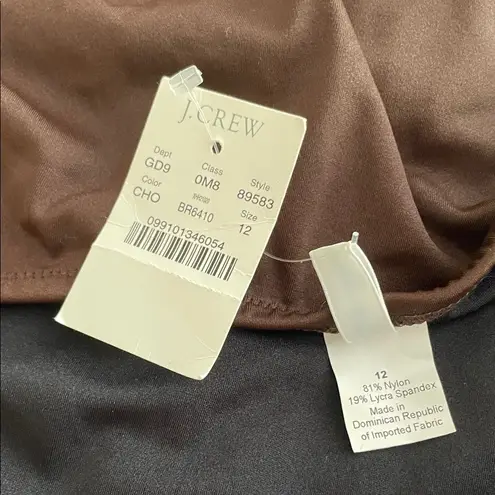 J.CREW
Dept Class Style
GD9 0M8 89583
Color Size
CHO BR6410 12
099101346054
12
81% Nylon
19% Lycra Spandex
Made in
Dominican Republic
of Imported Fabric